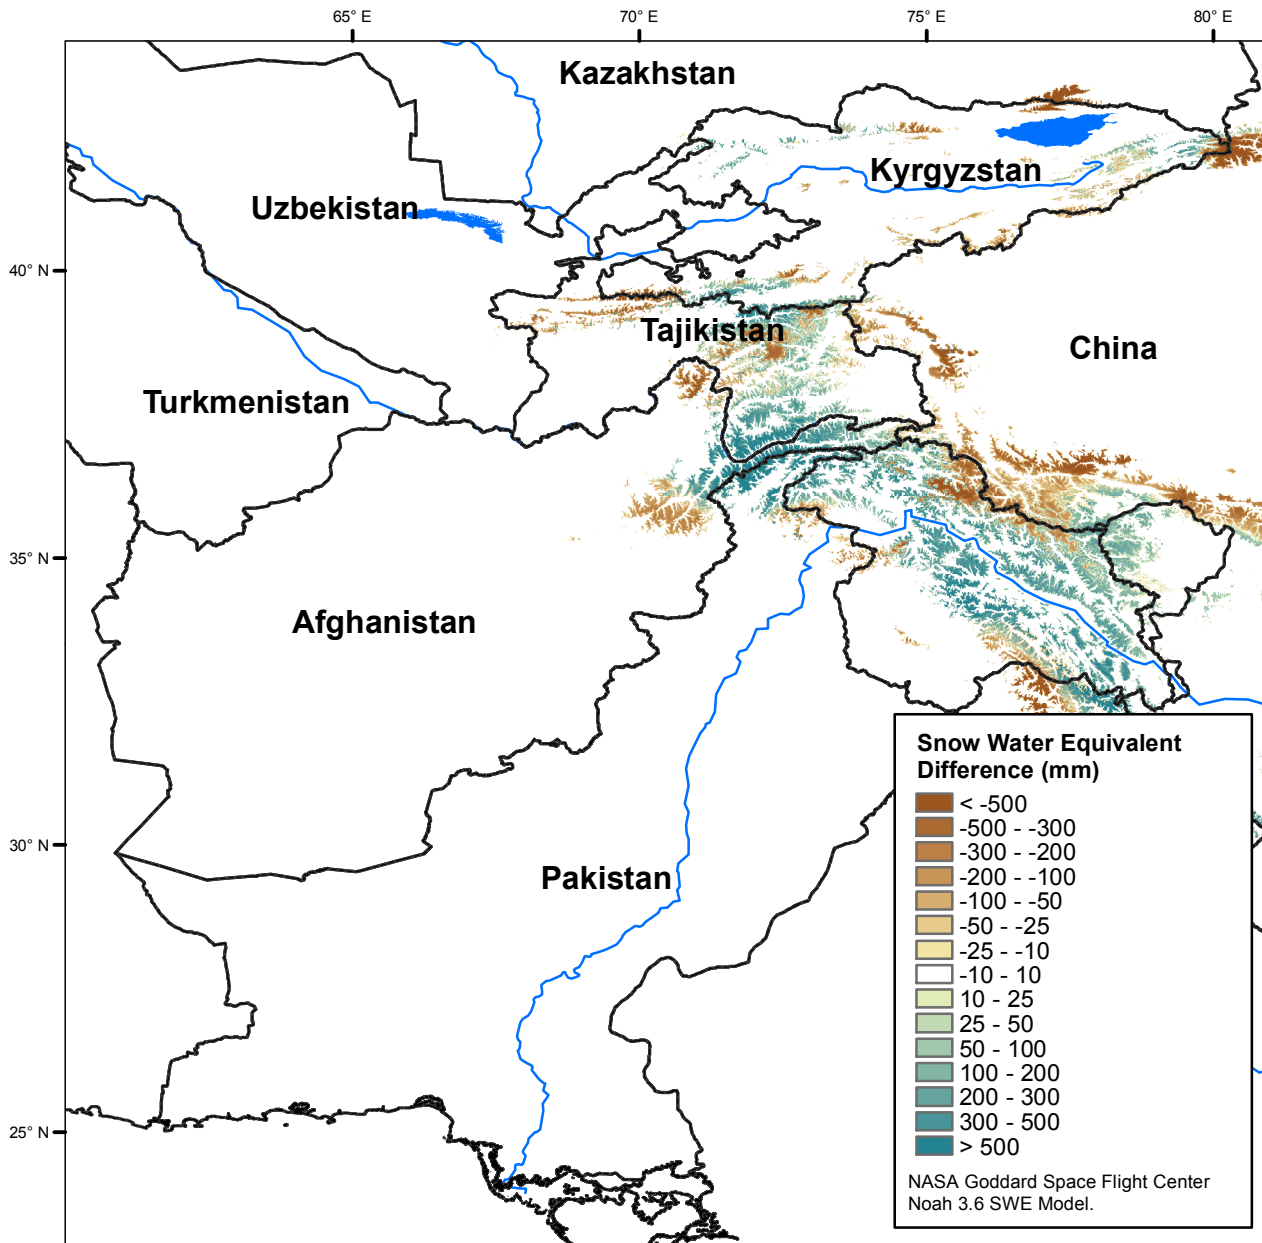 65° E
70° E
75° E
80° E
Kazakhstan
Kyrgyzstan
Uzbekistan
40° N
Tajikistan
China
Turkmenistan
35° N
Afghanistan
30° N
Pakistan
25° N
Snow Water Equivalent
Difference (mm)
< -500
-500 - -300
-300 - -200
-200 - -100
-100 - -50
-50 - -25
-25 - -10
-10 - 10
10 - 25
25 - 50
50 - 100
100 - 200
200 - 300
300 - 500
> 500
NASA Goddard Space Flight Center
Noah 3.6 SWE Model.